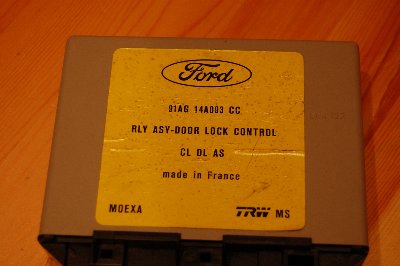 Ford
91AG 14A003 CC
RLY ASY-DOOR LOCK CONTROL
CL DL AS
made in France
MOEXA TRW MS